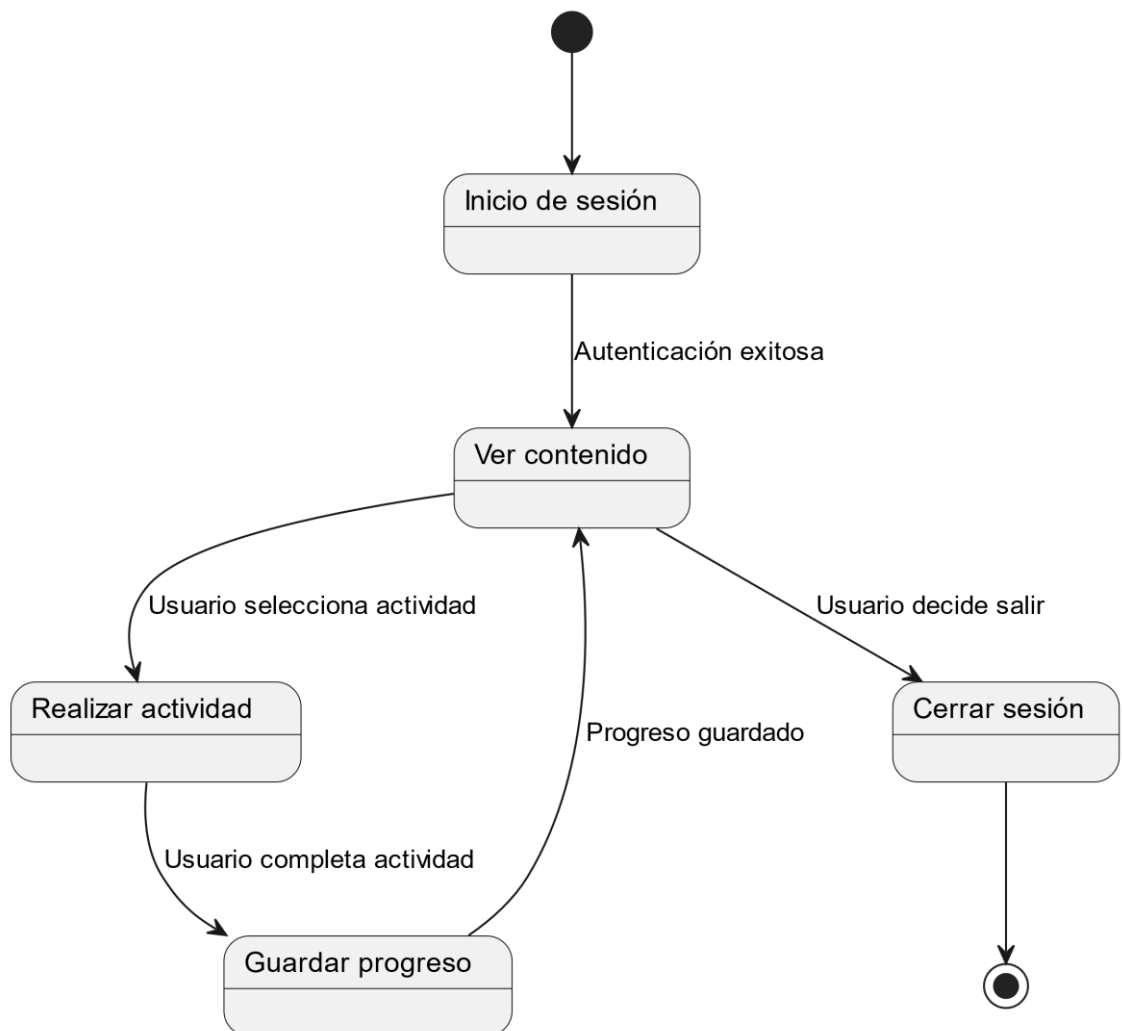 Inicio de sesión
Autenticación exitosa
Ver contenido
Usuario selecciona actividad
Usuario decide salir
Realizar actividad
Cerrar sesión
Progreso guardado
Usuario completa actividad
Guardar progreso